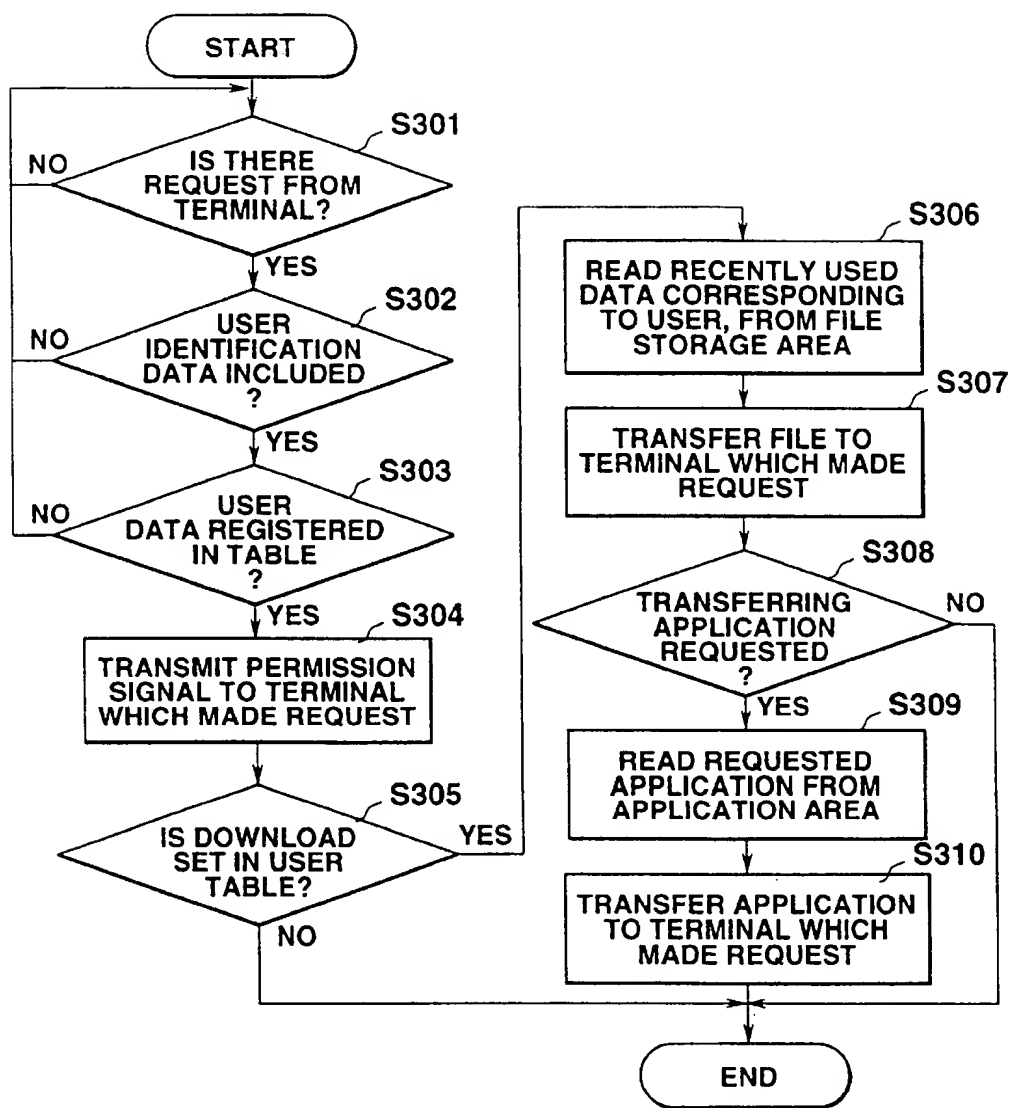 START
S301
NO
IS THERE
REQUEST FROM
TERMINAL?
YES
S302
NO
USER
IDENTIFICATION
DATA INCLUDED
?
YES
S303
NO
USER
DATA REGISTERED
IN TABLE
?
YES
S304
TRANSMIT PERMISSION
SIGNAL TO TERMINAL
WHICH MADE REQUEST
S305
IS DOWNLOAD
SET IN USER
TABLE?
YES
NO
S306
READ RECENTLY USED
DATA CORRESPONDING
TO USER, FROM FILE
STORAGE AREA
S307
TRANSFER FILE TO
TERMINAL WHICH MADE
REQUEST
S308
TRANSFERRING
APPLICATION
REQUESTED
?
NO
YES
S309
READ REQUESTED
APPLICATION FROM
APPLICATION AREA
S310
TRANSFER APPLICATION
TO TERMINAL WHICH
MADE REQUEST
END